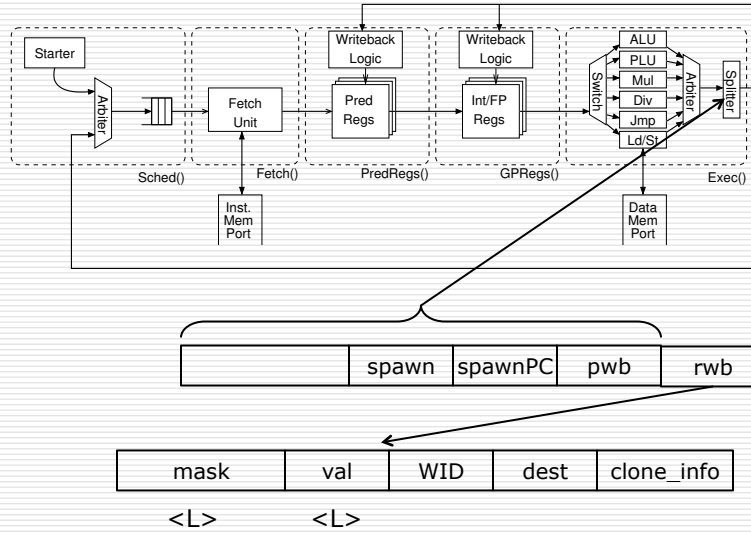 Starter
Arbiter
Sched()
Fetch
Unit
Fetch()
Inst.
Mem
Port
Writeback
Logic
Pred
Regs
PredRegs()
Writeback
Logic
Int/FP
Regs
GPRegs()
Switch
ALU
PLU
Mul
Div
Jmp
Ld/St
Arbiter
Splitter
Exec()
Data
Mem
Port
spawn spawnPC pwb rwb
mask val WID dest clone_info
<L> <L>